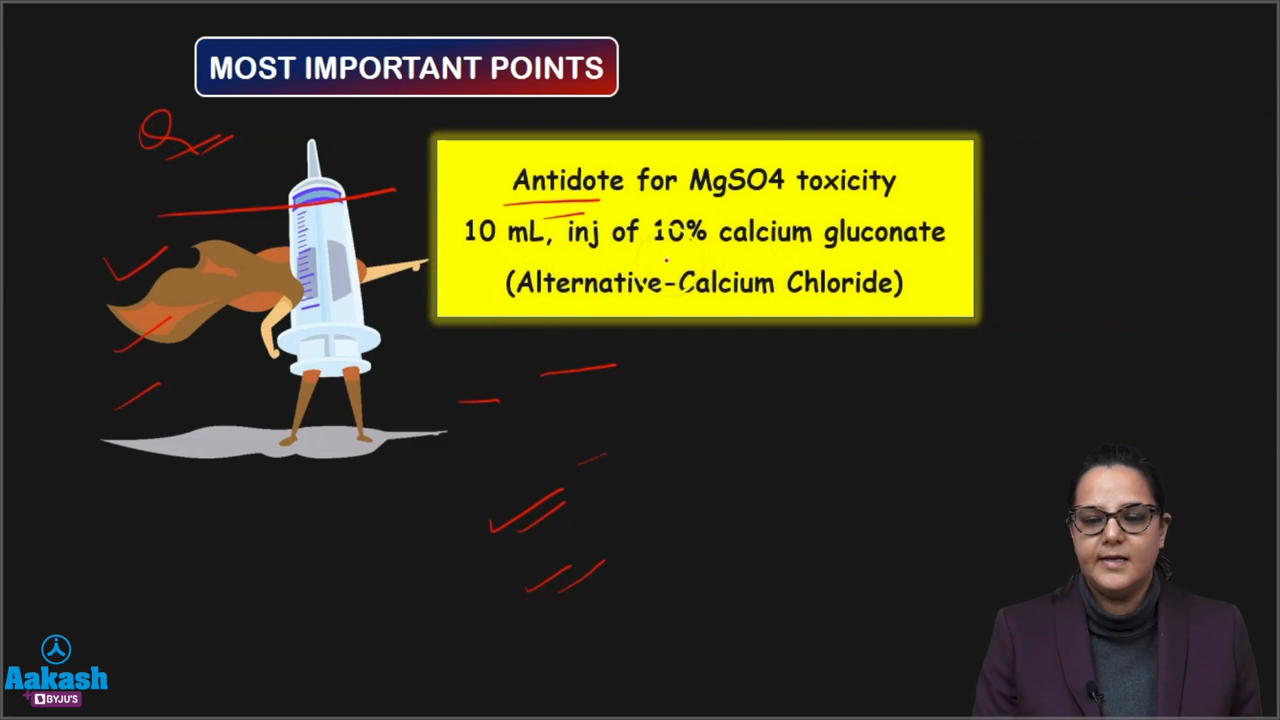 MOST IMPORTANT POINTS
Antidote for MgSO4 toxicity
10 mL, inj of 10% calcium gluconate
(Alternative-Calcium Chloride)
Aakash
+ BYJU'S